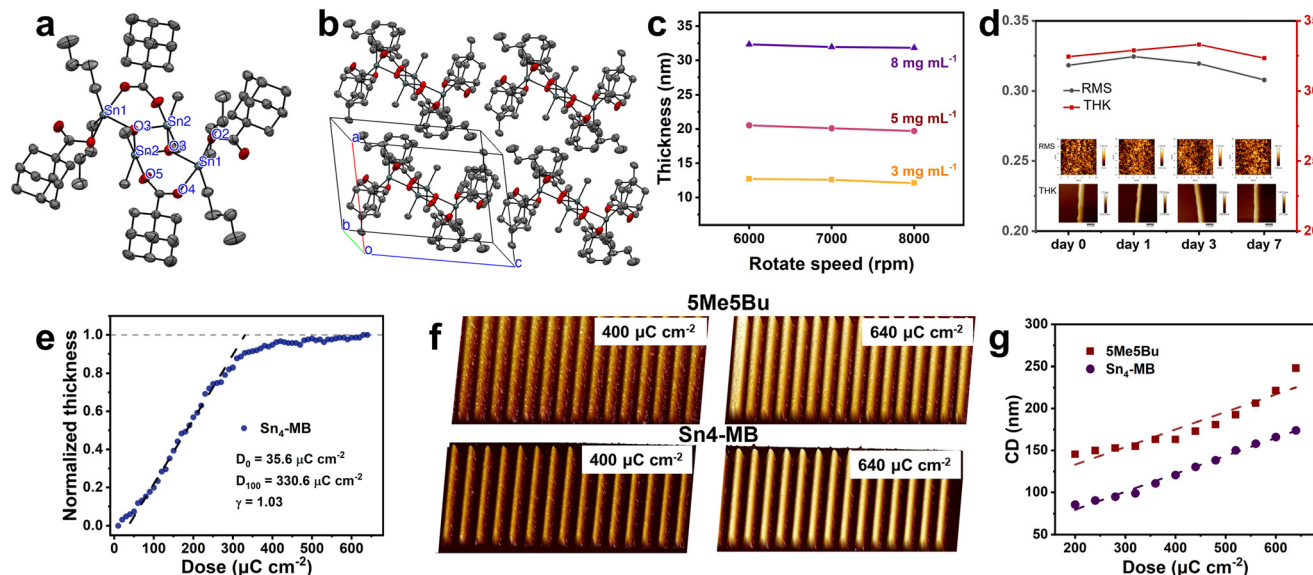 a
Sn1
Sn2
O3
O2
Sn2
O3
Sn1
O5
O4
b
a
b
o
c
c
Thickness (nm)
35
30
25
20
15
10
8 mg mL-1
5 mg mL-1
3 mg mL-1
6000 7000 8000
Rotate speed (rpm)
d
0.35
0.30
0.25
0.20
RMS
THK
RMS
THK
day 0 day 1 day 3 day 7
e
Normalized thickness
1.0
0.8
0.6
0.4
0.2
0.0
Sn4-MB
D0 = 35.6 μC cm-2
D100 = 330.6 μC cm-2
γ = 1.03
0 100 200 300 400 500 600
Dose (μC cm-2)
f
5Me5Bu
400 μC cm-2
640 μC cm-2
Sn4-MB
400 μC cm-2
640 μC cm-2
g
CD (nm)
300
250
200
150
100
50
5Me5Bu
Sn4-MB
200 300 400 500 600
Dose (μC cm-2)